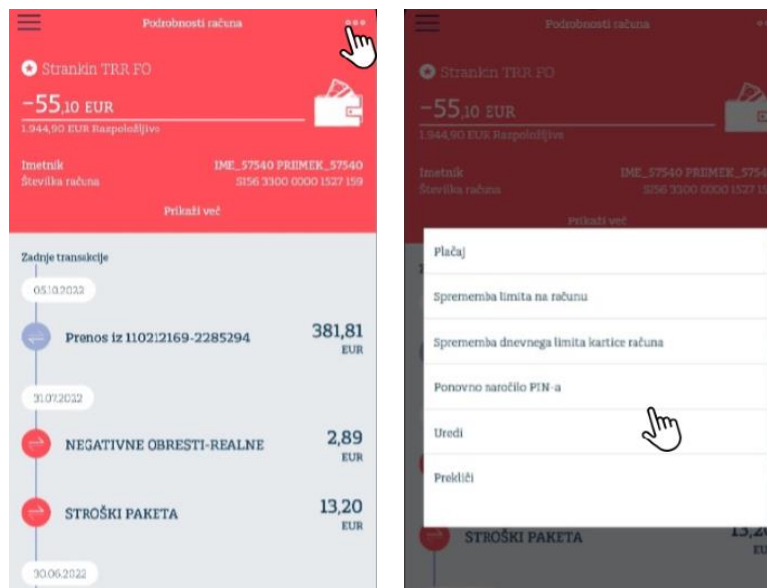 Podrobnosti računa
Strankin TRR FO
-55,10 EUR
1.944,90 EUR Razpoložljivo
Imetnik IME_57540 PRIIMEK_57540
Številka računa SI56 3300 0000 1527 159
Prikaži več
Zadnje transakcije
05.10.2022
Prenos iz 110212169-2285294 381,81
EUR
31.07.2022
NEGATIVNE OBRESTI-REALNE 2,89
EUR
STROŠKI PAKETA 13,20
EUR
30.06.2022
Podrobnosti računa
Strankin TRR FO
-55,10 EUR
1.944,90 EUR Razpoložljivo
Imetnik IME_57540 PRIIMEK_5754
Številka računa SI56 3300 0000 1527 15
Prikaži več
Plačaj
Sprememba limita na računu
Sprememba dnevnega limita kartice računa
Ponovno naročilo PIN-a
Uredi
Prekliči
STROŠKI PAKETA 13,20
EU